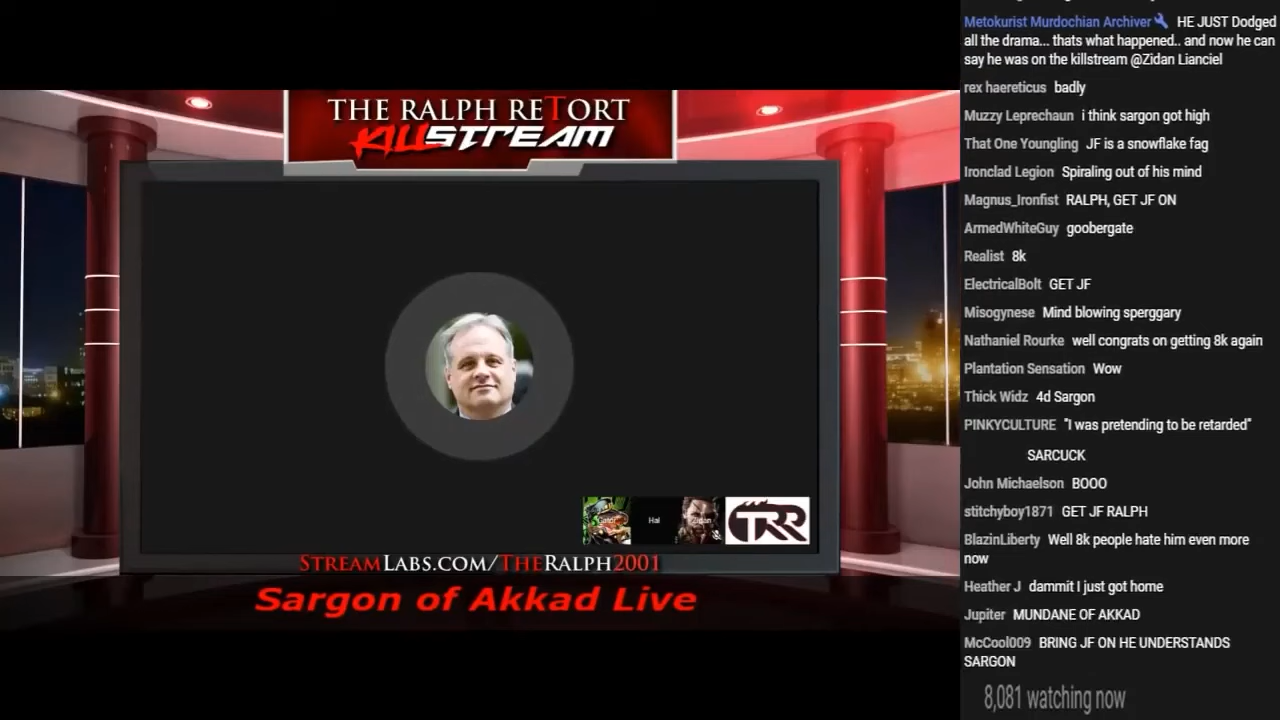 THE RALPH RETORT
KILLSTREAM
Hal
Zidan
TRR
STREAMLABS.COM/THERALPH2001
Sargon of Akkad Live
Metokurist Murdochian Archiver HE JUST Dodged
all the drama... thats what happened.. and now he can
say he was on the killstream @Zidan Lianciel
rex haereticus badly
Muzzy Leprechaun i think sargon got high
That One Youngling JF is a snowflake fag
Ironclad Legion Spiraling out of his mind
Magnus_Ironfist RALPH, GET JF ON
ArmedWhiteGuy goobergate
Realist 8k
ElectricalBolt GET JF
Misogynese Mind blowing sperggary
Nathaniel Rourke well congrats on getting 8k again
Plantation Sensation Wow
Thick Widz 4d Sargon
PINKYCULTURE "I was pretending to be retarded"
SARCUCK
John Michaelson BOOO
stitchyboy1871 GET JF RALPH
BlazinLiberty Well 8k people hate him even more
now
Heather J dammit I just got home
Jupiter MUNDANE OF AKKAD
McCool009 BRING JF ON HE UNDERSTANDS
SARGON
8,081 watching now